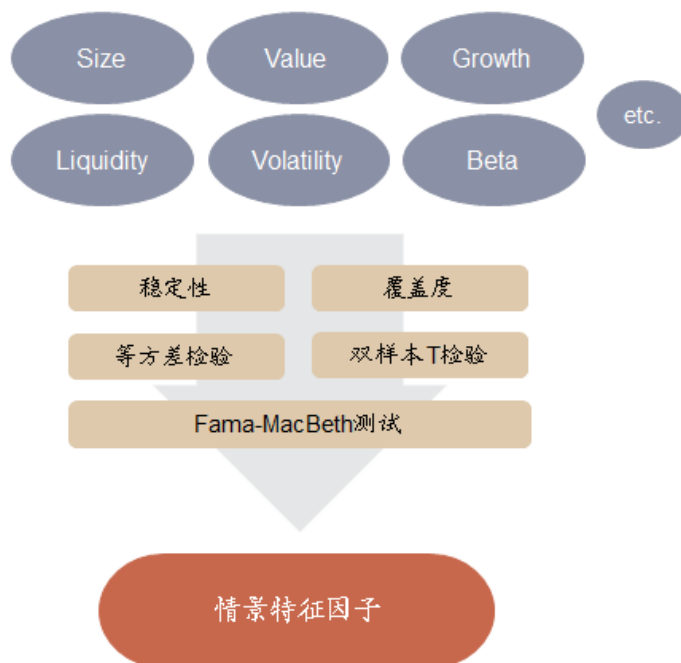 Size
Value
Growth
etc.
Liquidity
Volatility
Beta
稳定性
覆盖度
等方差检验
双样本T检验
Fama-MacBeth测试
情景特征因子